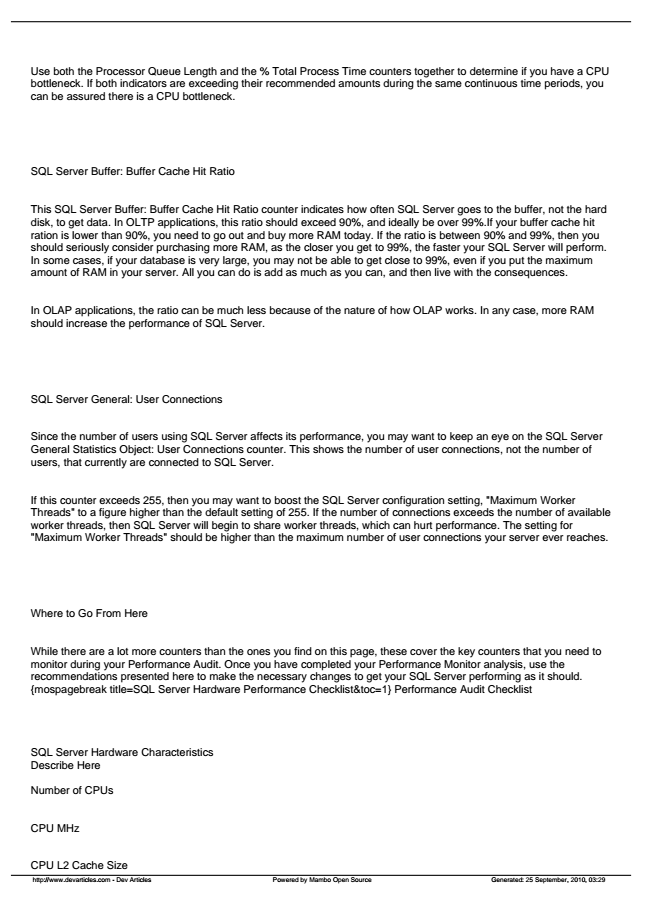 Use both the Processor Queue Length and the % Total Process Time counters together to determine if you have a CPU
bottleneck. If both indicators are exceeding their recommended amounts during the same continuous time periods, you
can be assured there is a CPU bottleneck.
SQL Server Buffer: Buffer Cache Hit Ratio
This SQL Server Buffer: Buffer Cache Hit Ratio counter indicates how often SQL Server goes to the buffer, not the hard
disk, to get data. In OLTP applications, this ratio should exceed 90%, and ideally be over 99%.If your buffer cache hit
ration is lower than 90%, you need to go out and buy more RAM today. If the ratio is between 90% and 99%, then you
should seriously consider purchasing more RAM, as the closer you get to 99%, the faster your SQL Server will perform.
In some cases, if your database is very large, you may not be able to get close to 99%, even if you put the maximum
amount of RAM in your server. All you can do is add as much as you can, and then live with the consequences.
In OLAP applications, the ratio can be much less because of the nature of how OLAP works. In any case, more RAM
should increase the performance of SQL Server.
SQL Server General: User Connections
Since the number of users using SQL Server affects its performance, you may want to keep an eye on the SQL Server
General Statistics Object: User Connections counter. This shows the number of user connections, not the number of
users, that currently are connected to SQL Server.
If this counter exceeds 255, then you may want to boost the SQL Server configuration setting, "Maximum Worker
Threads" to a figure higher than the default setting of 255. If the number of connections exceeds the number of available
worker threads, then SQL Server will begin to share worker threads, which can hurt performance. The setting for
"Maximum Worker Threads" should be higher than the maximum number of user connections your server ever reaches.
Where to Go From Here
While there are a lot more counters than the ones you find on this page, these cover the key counters that you need to
monitor during your Performance Audit. Once you have completed your Performance Monitor analysis, use the
recommendations presented here to make the necessary changes to get your SQL Server performing as it should.
{mospagebreak title=SQL Server Hardware Performance Checklist&toc=1} Performance Audit Checklist
SQL Server Hardware Characteristics
Describe Here
Number of CPUs
CPU MHz
CPU L2 Cache Size
http://www.devarticles.com - Dev Articles Powered by Mambo Open Source Generated: 25 September, 2010, 03:29